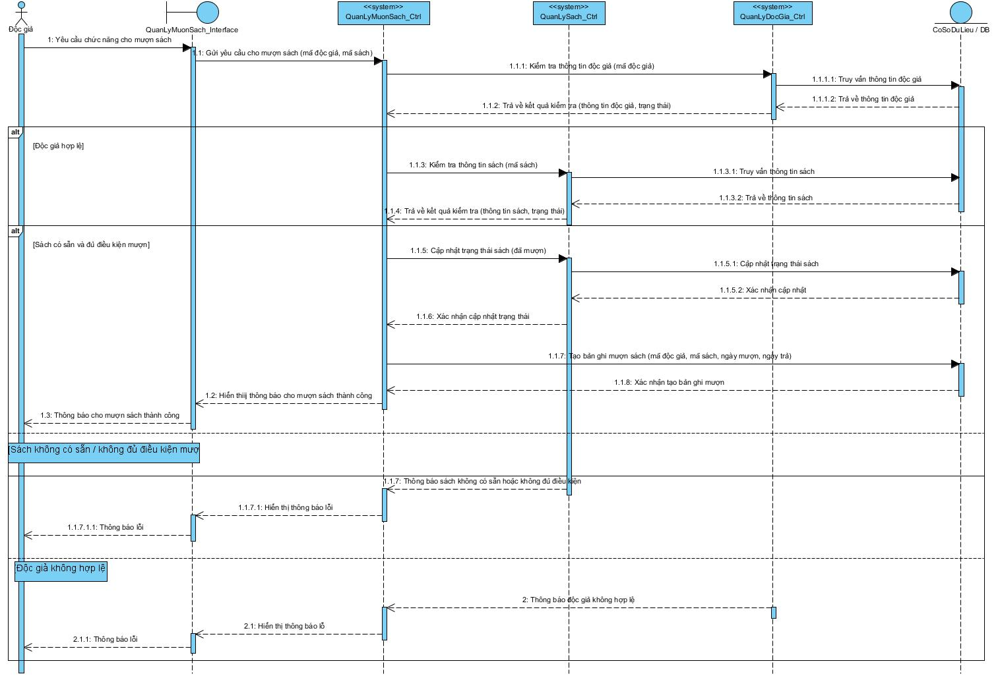 <<system>>
<<system>>
<<system>>
QuanLyMuonSach_Ctrl
QuanLySach_Ctrl
QuanLyDocGia_Ctrl
Độc giả
QuanLyMuonSach_Interface
CoSoDuLieu / DB
1: Yêu cầu chức năng cho mượn sách
1.1: Gửi yêu cầu cho mượn sách (mã độc giả, mã sách)
1.1.1: Kiểm tra thông tin độc giả (mã độc giả)
1.1.1.1: Truy vấn thông tin độc giả
1.1.1.2: Trả về thông tin độc giả
1.1.2: Trả về kết quả kiểm tra (thông tin độc giả, trạng thái)
alt
[Độc giả hợp lệ]
1.1.3: Kiểm tra thông tin sách (mã sách)
1.1.3.1: Truy vấn thông tin sách
1.1.3.2: Trả về thông tin sách
1.1.4: Trả về kết quả kiểm tra (thông tin sách, trạng thái)
alt
[Sách có sẵn và đủ điều kiện mượn]
1.1.5: Cập nhật trạng thái sách (đã mượn)
1.1.5.1: Cập nhật trạng thái sách
1.1.5.2: Xác nhận cập nhật
1.1.6: Xác nhận cập nhật trạng thái
1.1.7: Tạo bản ghi mượn sách (mã độc giả, mã sách, ngày mượn, ngày trả)
1.1.8: Xác nhận tạo bản ghi mượn
1.2: Hiển thiij thông báo cho mượn sách thành công
1.3: Thông báo cho mượn sách thành công
[Sách không có sẵn / không đủ điều kiện mượ
1.1.7: Thông báo sách không có sẵn hoặc không đủ điều kiện
1.1.7.1: Hiển thị thông báo lỗi
1.1.7.1.1: Thông báo lỗi
[Độc giả không hợp lệ
2: Thông báo độc giả không hợp lệ
2.1: Hiển thị thông báo lỗ
2.1.1: Thông báo lỗi